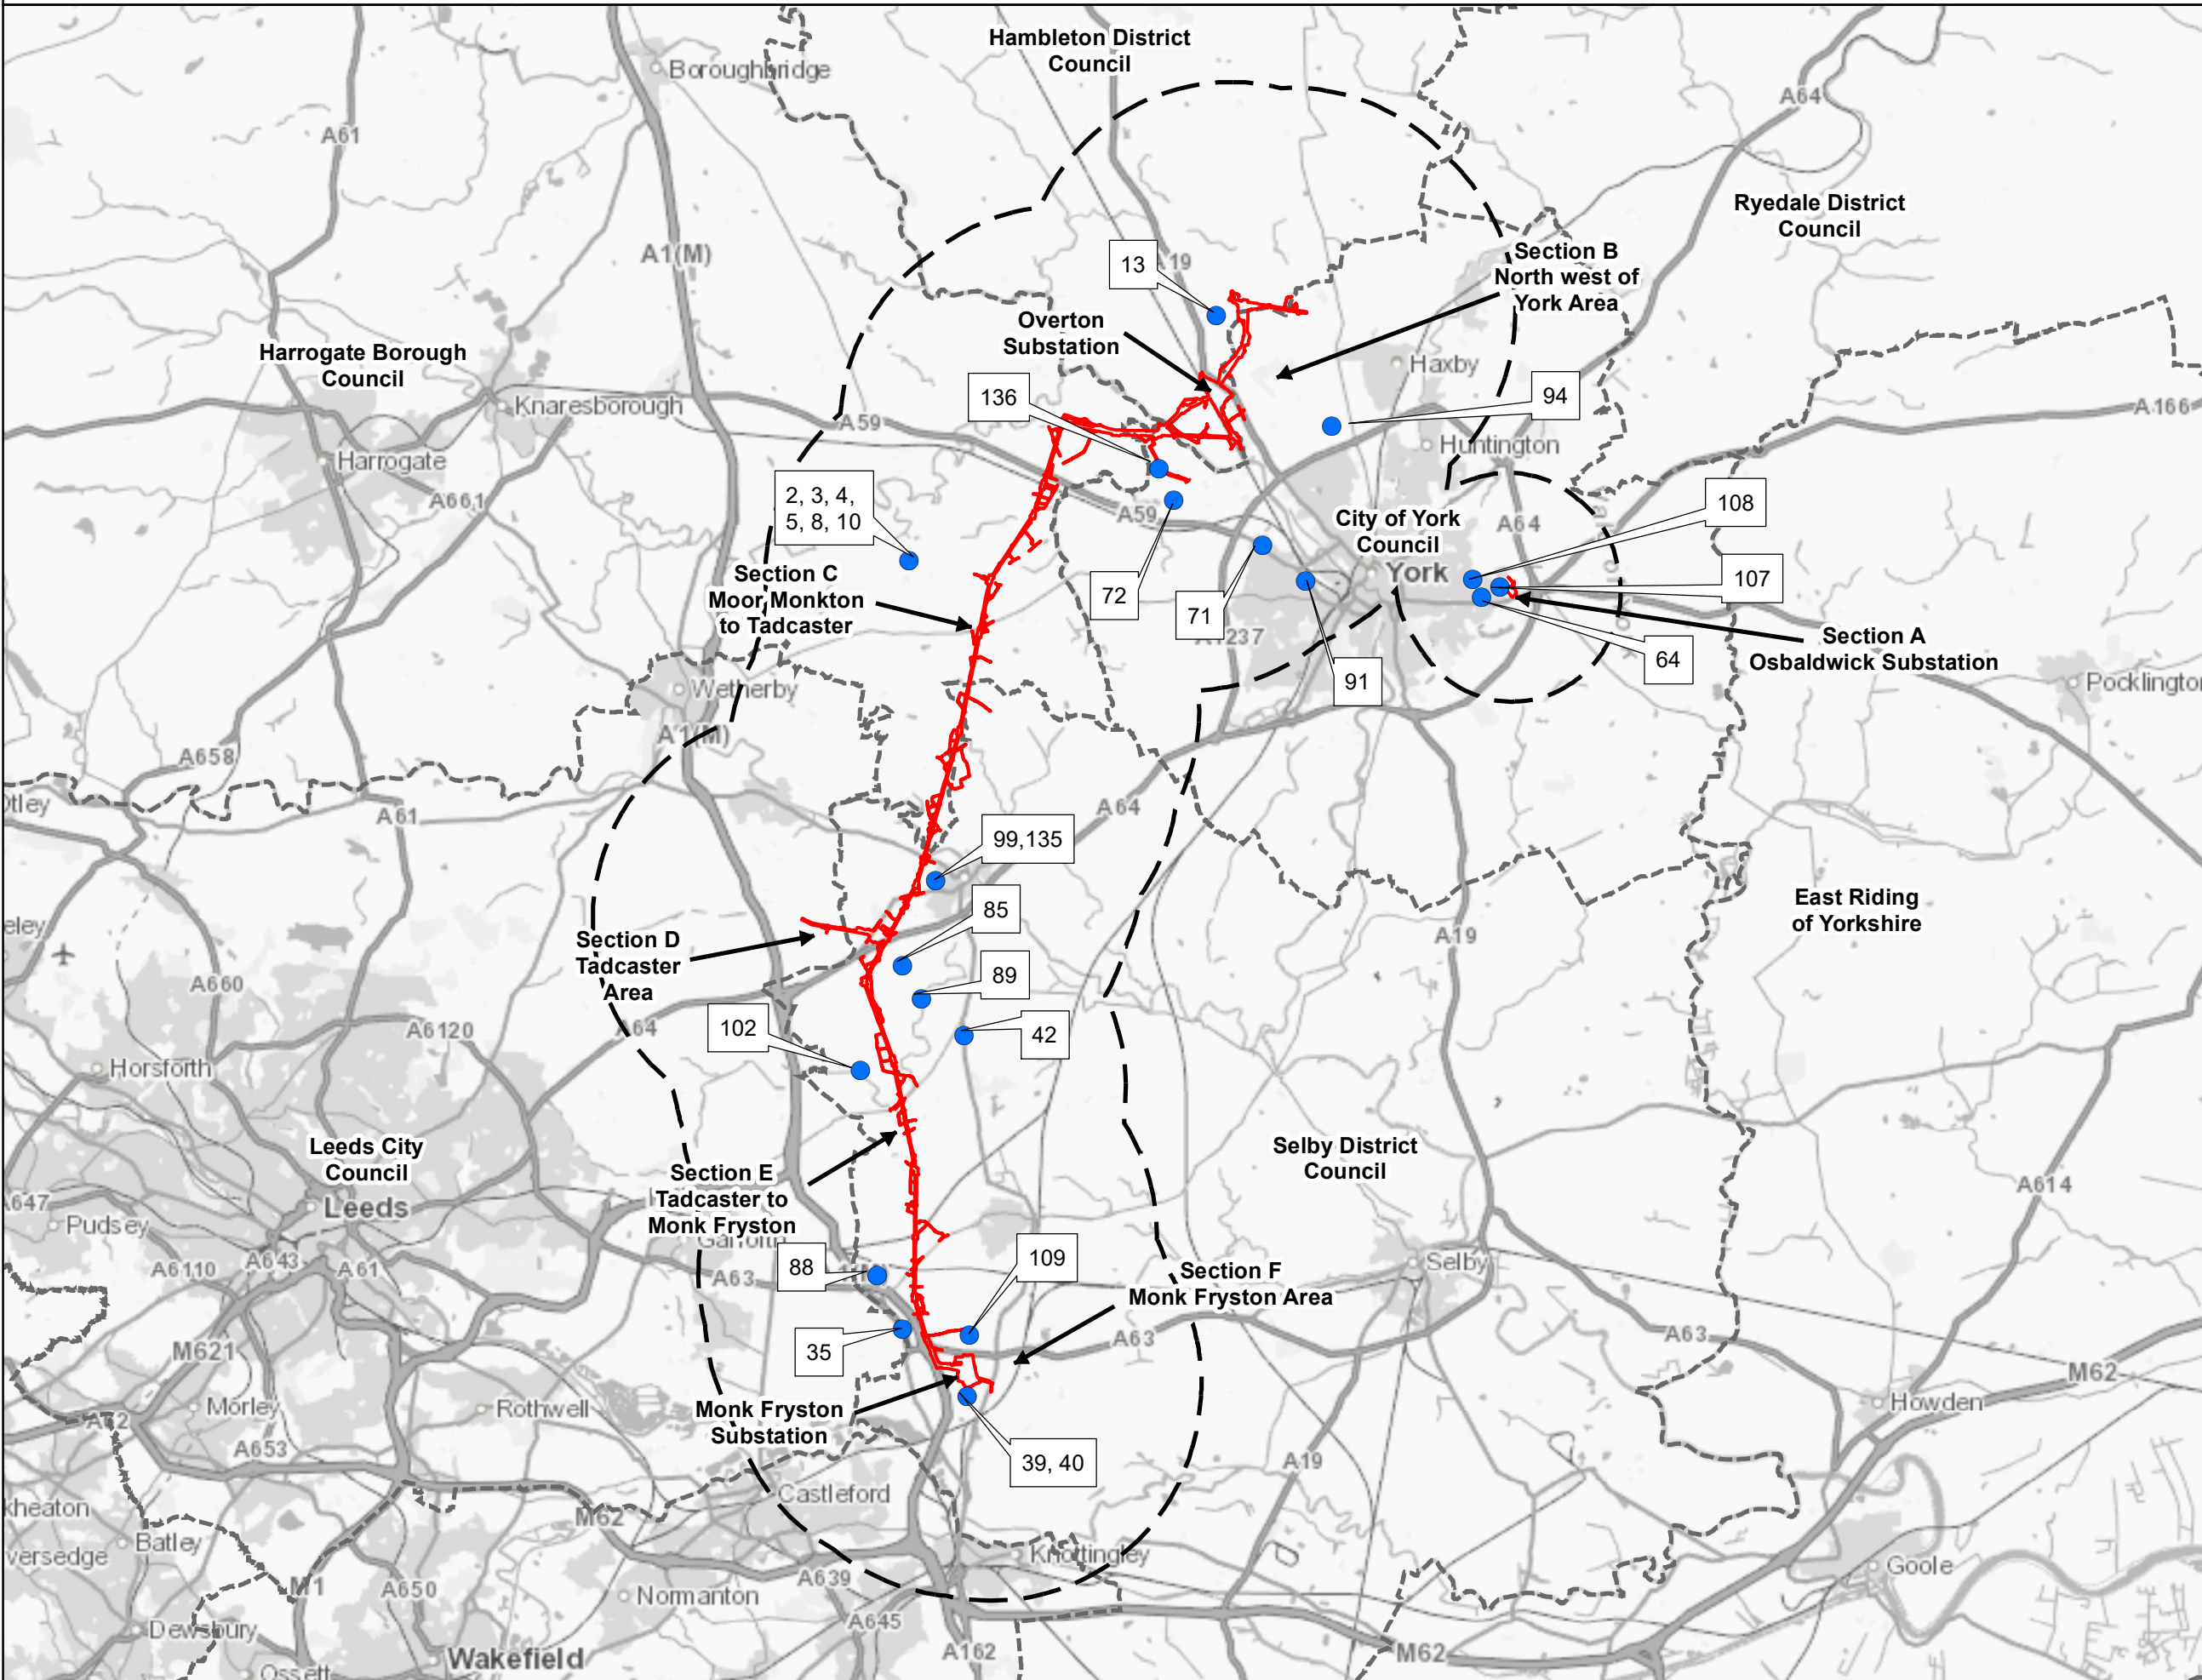 Hambleton District
Council
Boroughbridge
A64
A61
Ryedale District
Council
A1(M)
13
A19
Section B
North west of
York Area
Overton
Substation
Harrogate Borough
Council
Haxby
136
94
Knaresborough
A59
A166
Huntington
Harrogate
A661
2, 3, 4,
5, 8, 10
108
A59
City of York
Council
A64
York
107
Section C
Moor Monkton
to Tadcaster
72
71
A1237
64
Section A
Osbaldwick Substation
91
Wetherby
Pocklington
A1(M)
A658
Otley
A61
A64
99,135
85
East Riding
of Yorkshire
eley
Section D
Tadcaster
Area
A19
89
A660
102
A64
42
A6120
Horsforth
Leeds City
Council
Selby District
Council
Section E
Tadcaster to
Monk Fryston
A614
A647
Leeds
Pudsey
Garforth
A6110
A643
A61
A63
88
109
Section F
Monk Fryston Area
Selby
35
A63
A63
M621
M62
Monk Fryston
Substation
Morley
Rothwell
Howden
A653
39, 40
A19
Castleford
kheaton
M62
Batley
versedge
Knottingley
Goole
M1
A650
A639
Normanton
A645
Dewsbury
Wakefield
A162
M62
Ossett